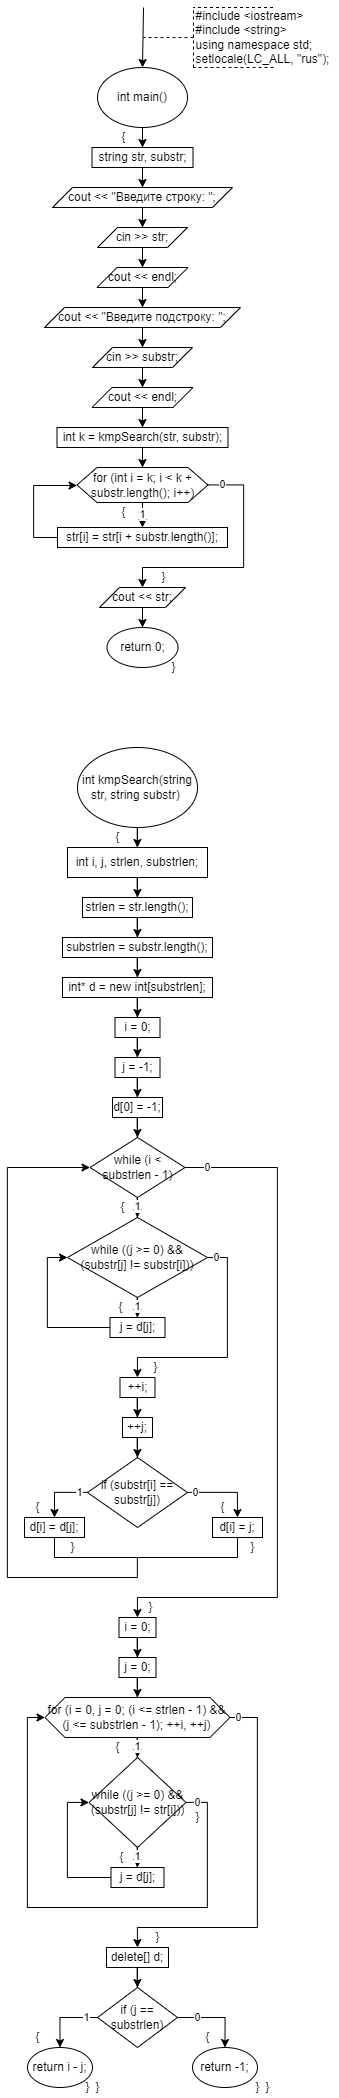 #include <iostream>
#include <string>
using namespace std;
setlocale(LC_ALL, "rus");
int main()
{
string str, substr;
cout << "Введите строку: ";
cin >> str;
cout << endl;
cout << "Введите подстроку: ";
cin >> substr;
cout << endl;
int k = kmpSearch(str, substr);
for (int i = k; i < k +
substr.length(); i++)
0
{
1
str[i] = str[i + substr.length()];
}
cout << str;
return 0;
}
int kmpSearch(string
str, string substr)
{
int i, j, strlen, substrlen;
strlen = str.length();
substrlen = substr.length();
int* d = new int[substrlen];
i = 0;
j = -1;
d[0] = -1;
while (i <
substrlen - 1)
0
{
1
while ((j >= 0) &&
(substr[j] != substr[i]))
0
{
1
j = d[j];
}
++i;
++j;
if (substr[i] ==
substr[j])
1
0
{
{
d[i] = d[j];
d[i] = j;
}
}
}
i = 0;
j = 0;
for (i = 0, j = 0; (i <= strlen - 1) &&
(j <= substrlen - 1); ++i, ++j)
0
{
1
while ((j >= 0) &&
(substr[j] != str[i]))
0
}
{
1
j = d[j];
}
delete[] d;
if (j ==
substrlen)
1
0
{
{
return i - j;
return -1;
} }
} }